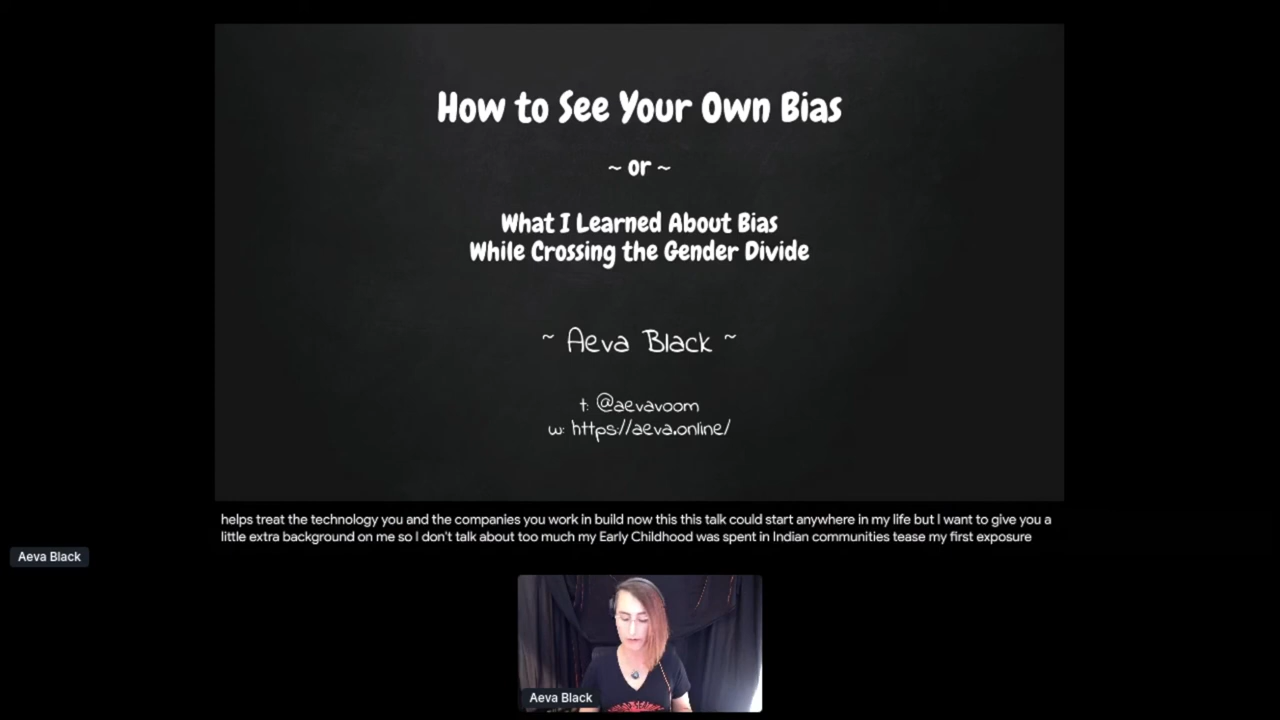 How to See Your Own Bias
~ or ~
What I Learned About Bias
While Crossing the Gender Divide
~ Aeva Black ~
t: @aevavoom
w: https://aeva.online/
helps treat the technology you and the companies you work in build now this this talk could start anywhere in my life but I want to give you a
little extra background on me so I don't talk about too much my Early Childhood was spent in Indian communities tease my first exposure
Aeva Black
Aeva Black